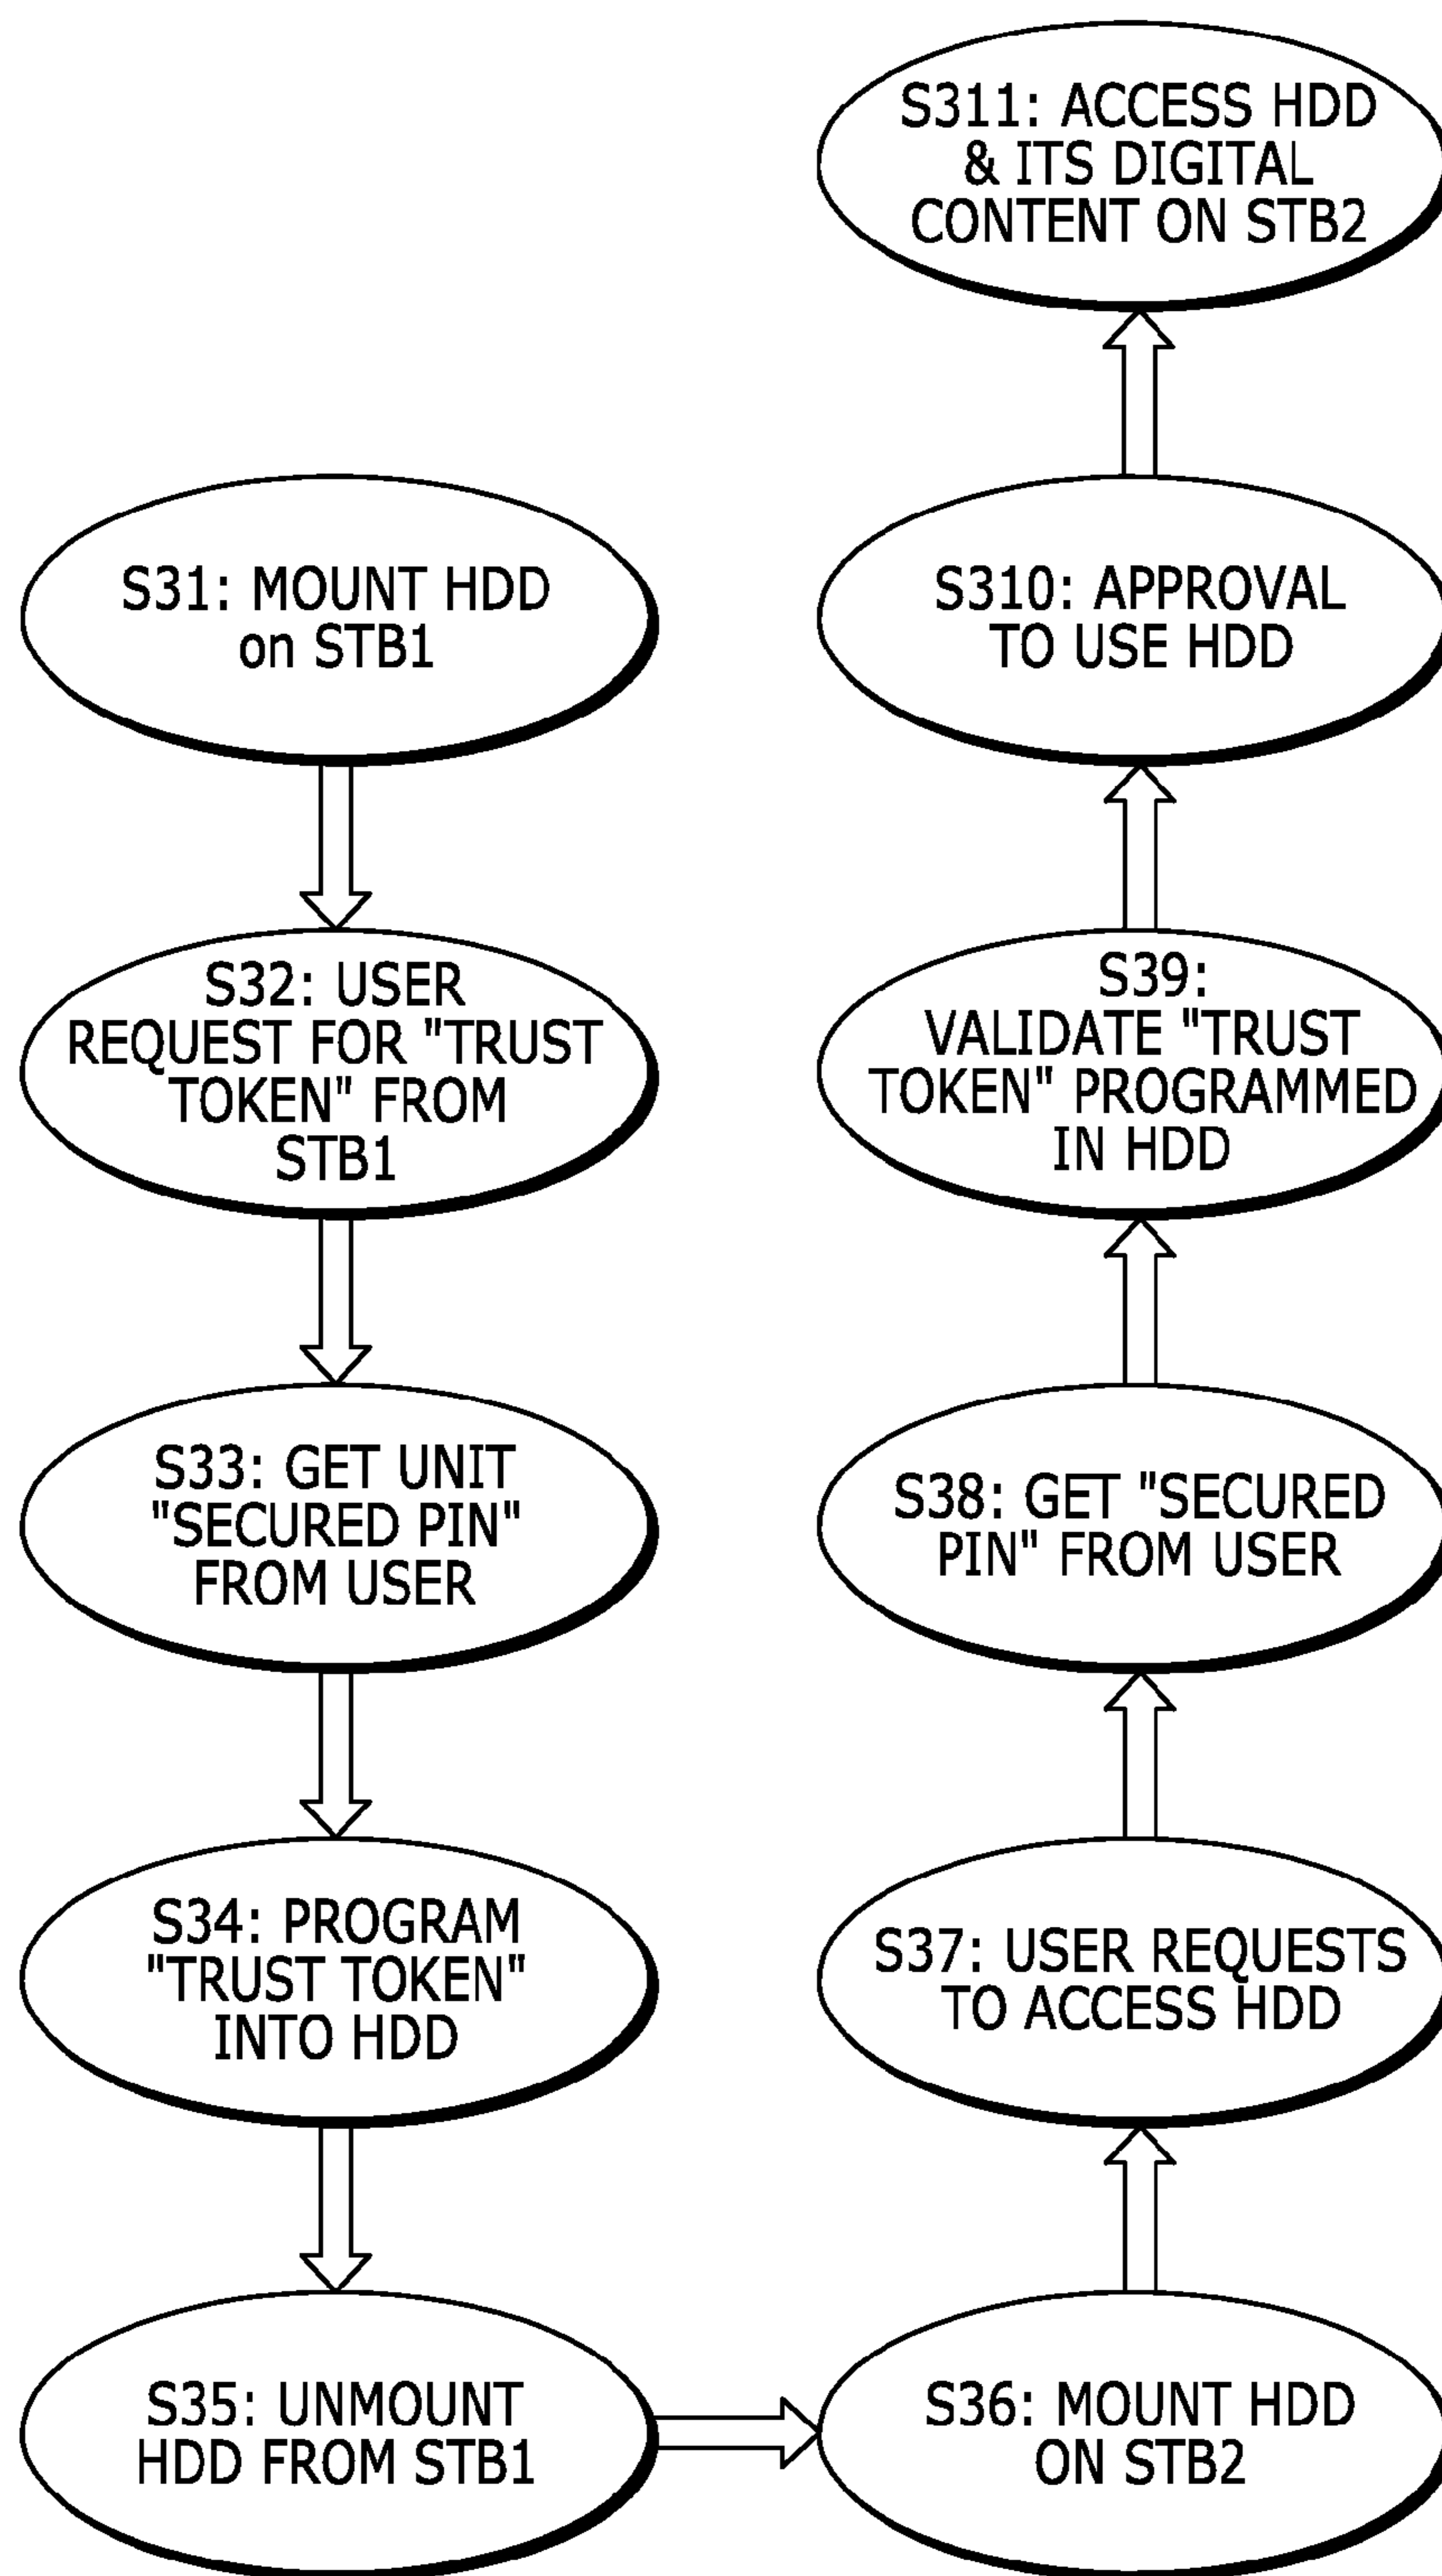 S31: MOUNT HDD
on STB1
S32: USER
REQUEST FOR "TRUST
TOKEN" FROM
STB1
S33: GET UNIT
"SECURED PIN"
FROM USER
S34: PROGRAM
"TRUST TOKEN"
INTO HDD
S35: UNMOUNT
HDD FROM STB1
S36: MOUNT HDD
ON STB2
S37: USER REQUESTS
TO ACCESS HDD
S38: GET "SECURED
PIN" FROM USER
S39:
VALIDATE "TRUST
TOKEN" PROGRAMMED
IN HDD
S310: APPROVAL
TO USE HDD
S311: ACCESS HDD
& ITS DIGITAL
CONTENT ON STB2